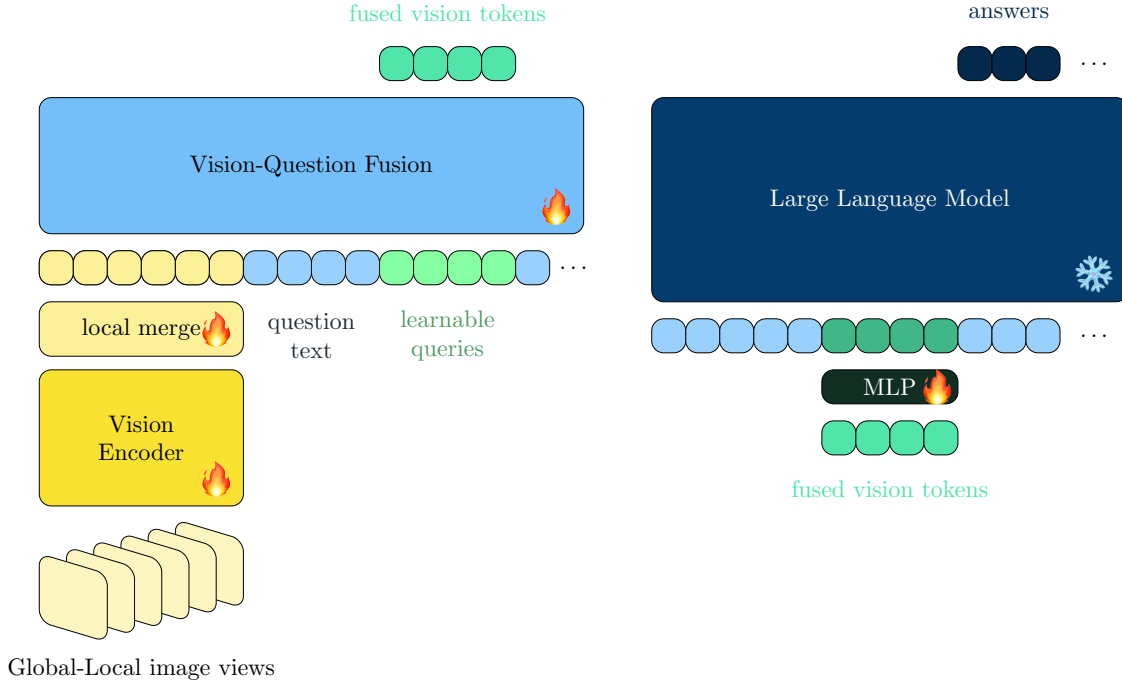 fused vision tokens
answers
...
Vision-Question Fusion
Large Language Model
...
local merge
question
text
learnable
queries
...
MLP
Vision
Encoder
fused vision tokens
Global-Local image views